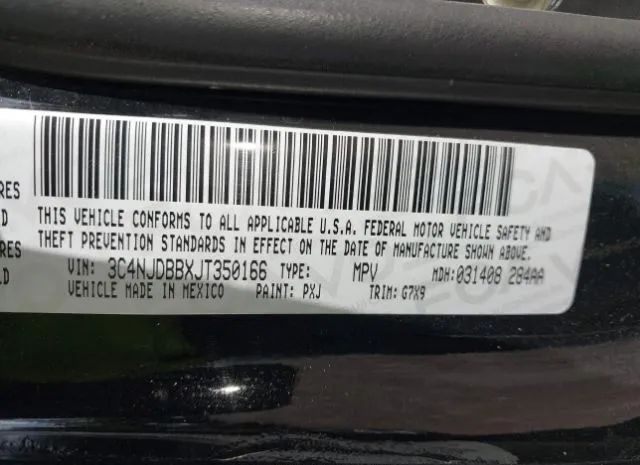 RES
D
THIS VEHICLE CONFORMS TO ALL APPLICABLE U.S.A. FEDERAL MOTOR VEHICLE SAFETY AND
D
THEFT PREVENTION STANDARDS IN EFFECT ON THE DATE OF MANUFACTURE SHOWN ABOVE.
RES
VIN: 3C4NJDBBXJT350166 TYPE: MPV MDH: 031408 284AA
D
VEHICLE MADE IN MEXICO PAINT: PXJ TRIM: G7X9